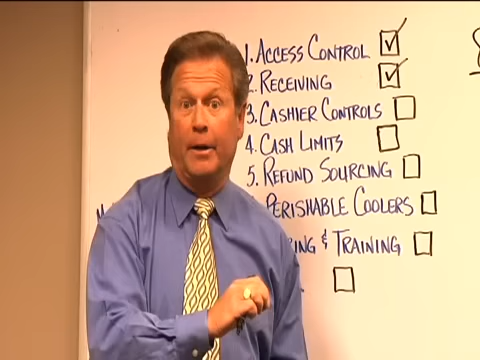 1. ACCESS CONTROL
2. RECEIVING
3. CASHIER CONTROLS
4. CASH LIMITS
5. REFUND SOURCING
PERISHABLE COOLERS
& TRAINING